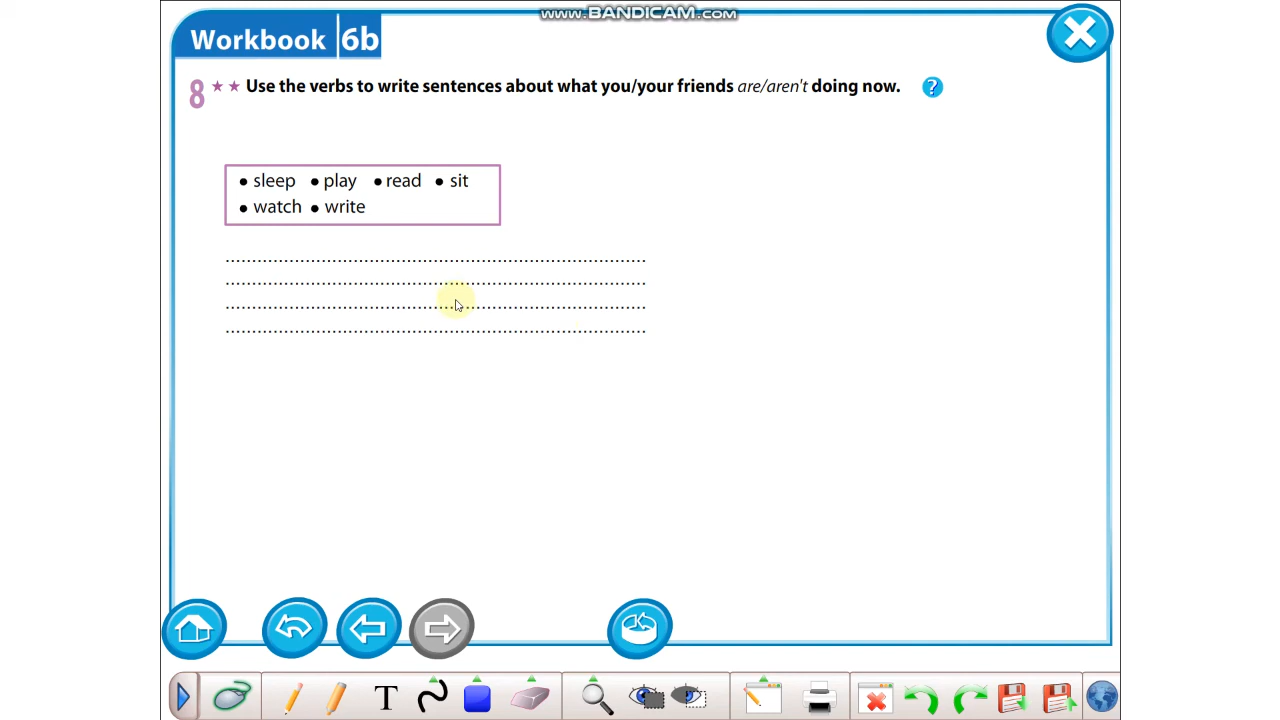 www.BANDICAM.com
Workbook 6b
8 ★ ★ Use the verbs to write sentences about what you/your friends are/aren't doing now. ?
• sleep • play • read • sit
• watch • write
T